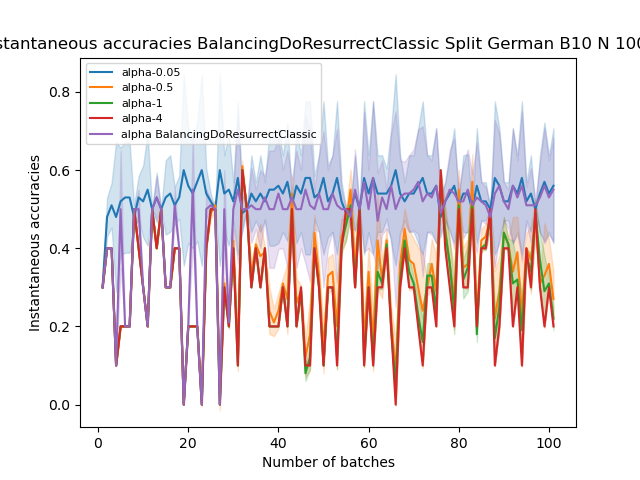 stantaneous accuracies BalancingDoResurrectClassic Split German B10 N 100
alpha-0.05
alpha-0.5
alpha-1
alpha-4
alpha BalancingDoResurrectClassic
Instantaneous accuracies
0.8
0.6
0.4
0.2
0.0
0 20 40 60 80 100
Number of batches